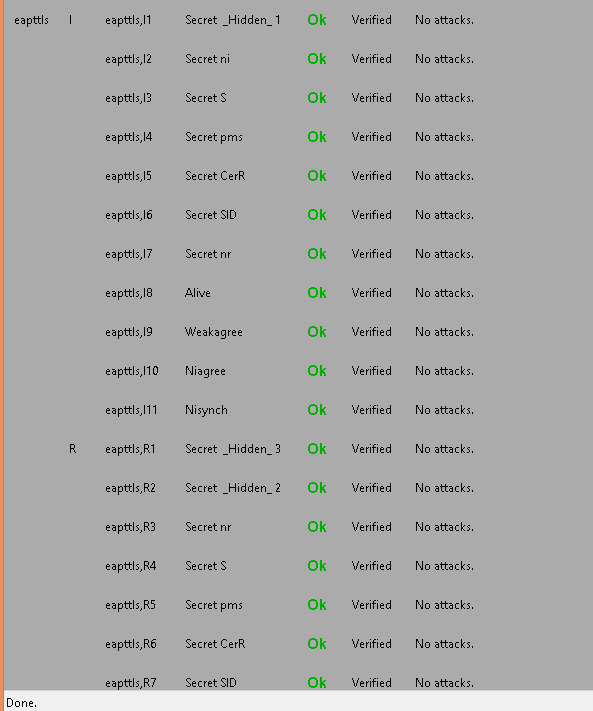 eapttls I eapttls,I1 Secret _Hidden_ 1 Ok Verified No attacks.
eapttls,I2 Secret ni Ok Verified No attacks.
eapttls,I3 Secret S Ok Verified No attacks.
eapttls,I4 Secret pms Ok Verified No attacks.
eapttls,I5 Secret CerR Ok Verified No attacks.
eapttls,I6 Secret SID Ok Verified No attacks.
eapttls,I7 Secret nr Ok Verified No attacks.
eapttls,I8 Alive Ok Verified No attacks.
eapttls,I9 Weakagree Ok Verified No attacks.
eapttls,I10 Niagree Ok Verified No attacks.
eapttls,I11 Nisynch Ok Verified No attacks.
R eapttls,R1 Secret _Hidden_ 3 Ok Verified No attacks.
eapttls,R2 Secret _Hidden_ 2 Ok Verified No attacks.
eapttls,R3 Secret nr Ok Verified No attacks.
eapttls,R4 Secret S Ok Verified No attacks.
eapttls,R5 Secret pms Ok Verified No attacks.
eapttls,R6 Secret CerR Ok Verified No attacks.
eapttls,R7 Secret SID Ok Verified No attacks.
Done.